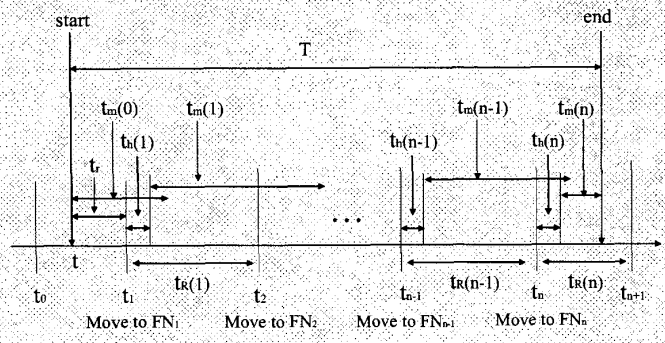 start end
T
tm(0) tm(1) tm(n-1) tm(n)
th(1) th(n-1) th(n)
tr
...
t
tR(1) tR(n-1) tR(n)
t0 t1 t2 tn-1 tn tn+1
Move to FN1 Move to FN2 Move to FNn-1 Move to FNn